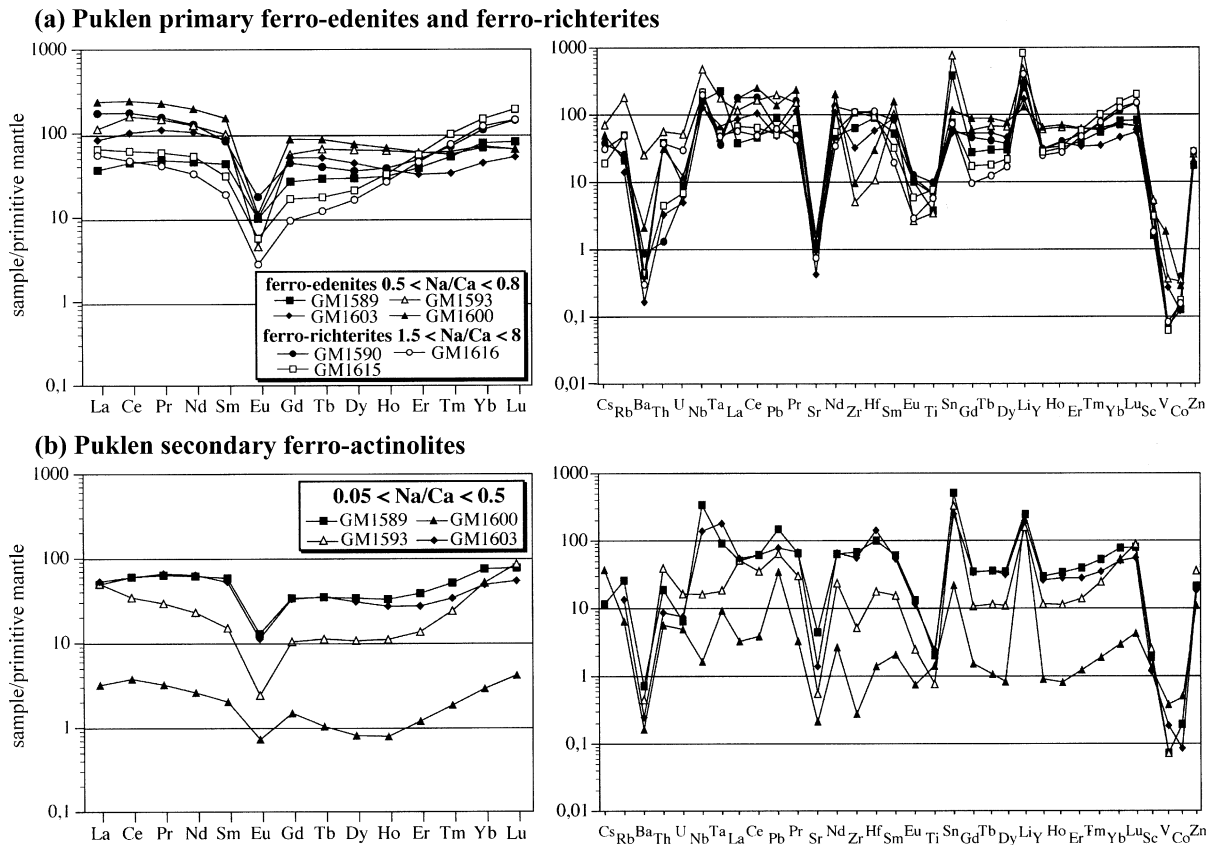 (a) Puklen primary ferro-edenites and ferro-richterites
sample/primitive mantle
1000
100
10
1
0,1
ferro-edenites 0.5 < Na/Ca < 0.8
GM1589 GM1593
GM1603 GM1600
ferro-richterites 1.5 < Na/Ca < 8
GM1590 GM1616
GM1615
La Ce Pr Nd Sm Eu Gd Tb Dy Ho Er Tm Yb Lu
1000
100
10
1
0,1
0,01
Cs Rb Ba Th U Nb Ta La Ce Pb Pr Sr Nd Zr Hf Sm Eu Ti Sn Gd Tb Dy Li Y Ho Er Tm Yb Lu Sc V Co Zn
(b) Puklen secondary ferro-actinolites
sample/primitive mantle
1000
100
10
1
0,1
0.05 < Na/Ca < 0.5
GM1589 GM1600
GM1593 GM1603
La Ce Pr Nd Sm Eu Gd Tb Dy Ho Er Tm Yb Lu
1000
100
10
1
0,1
0,01
Cs Rb Ba Th U Nb Ta La Ce Pb Pr Sr Nd Zr Hf Sm Eu Ti Sn Gd Tb Dy Li Y Ho Er Tm Yb Lu Sc V Co Zn